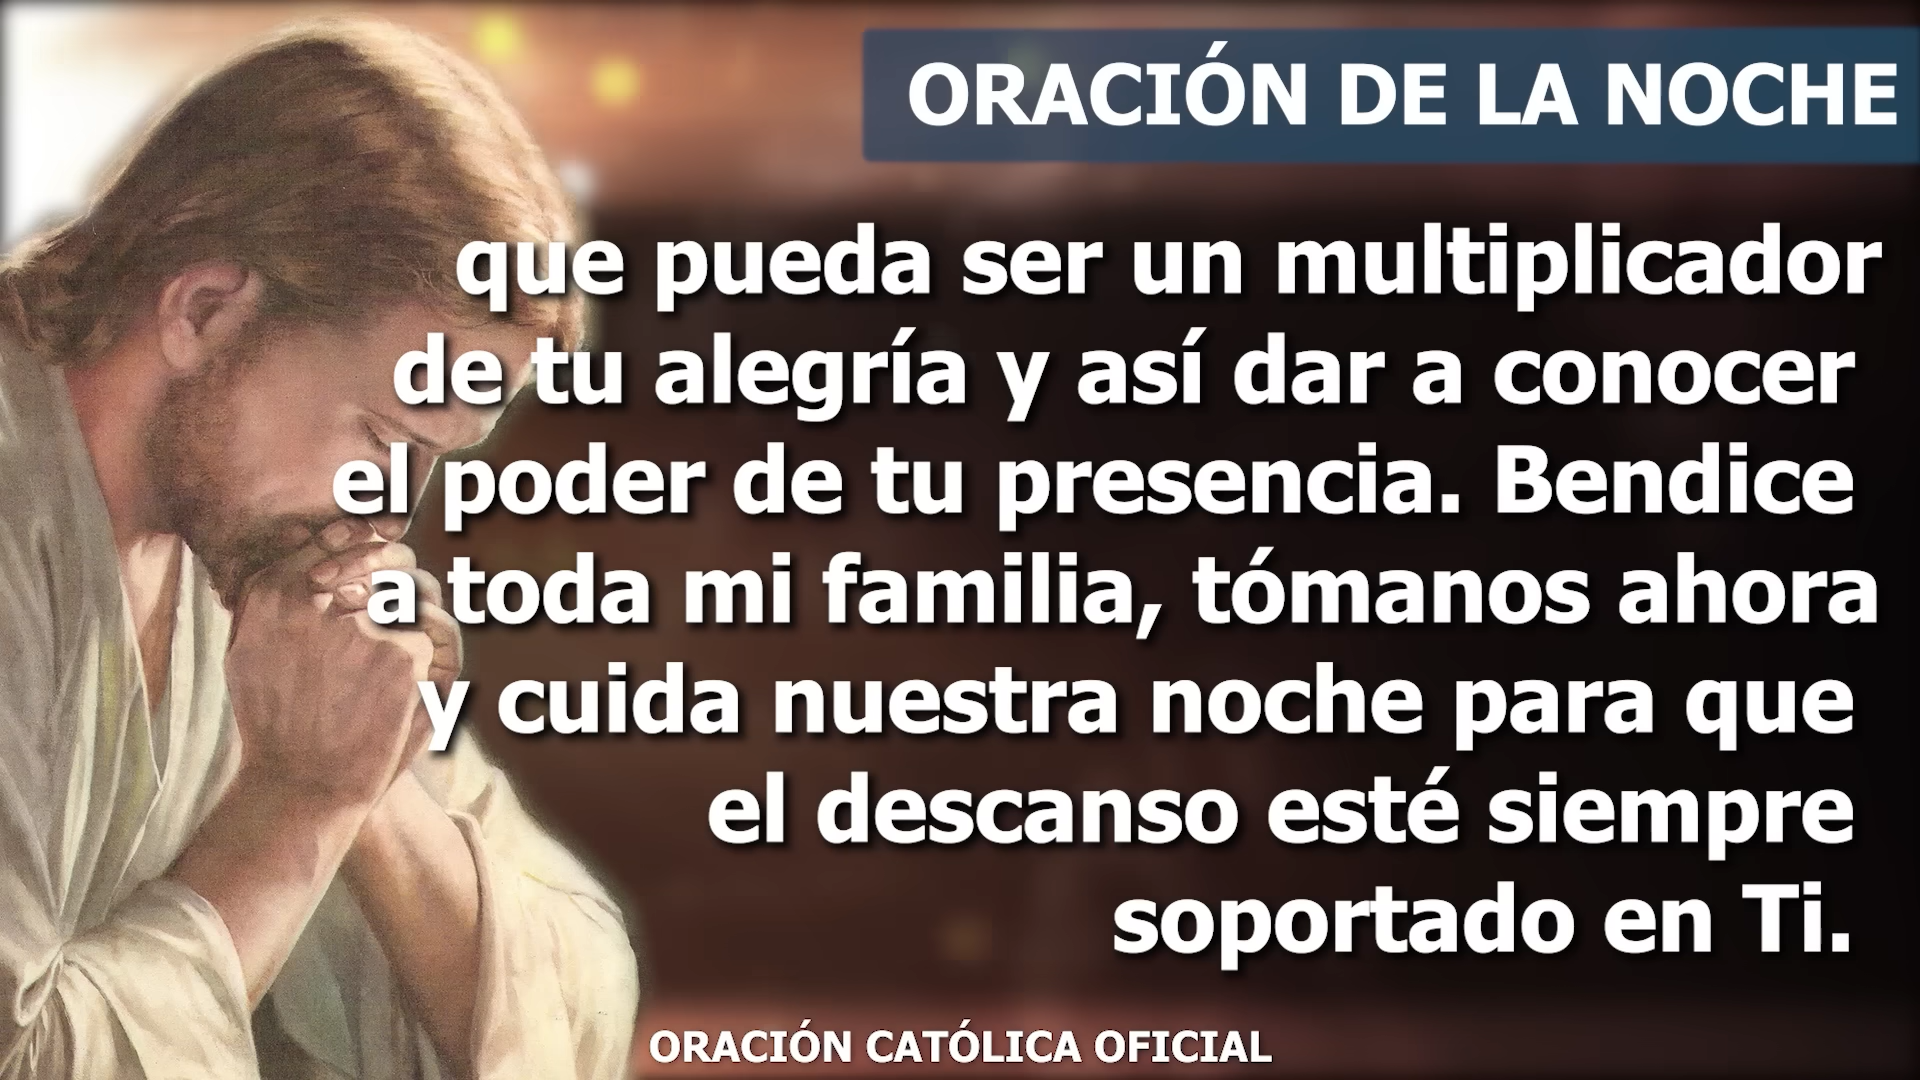 ORACIÓN DE LA NOCHE
que pueda ser un multiplicador
de tu alegría y así dar a conocer
el poder de tu presencia. Bendice
a toda mi familia, tómanos ahora
y cuida nuestra noche para que
el descanso esté siempre
soportado en Ti.
ORACIÓN CATÓLICA OFICIAL